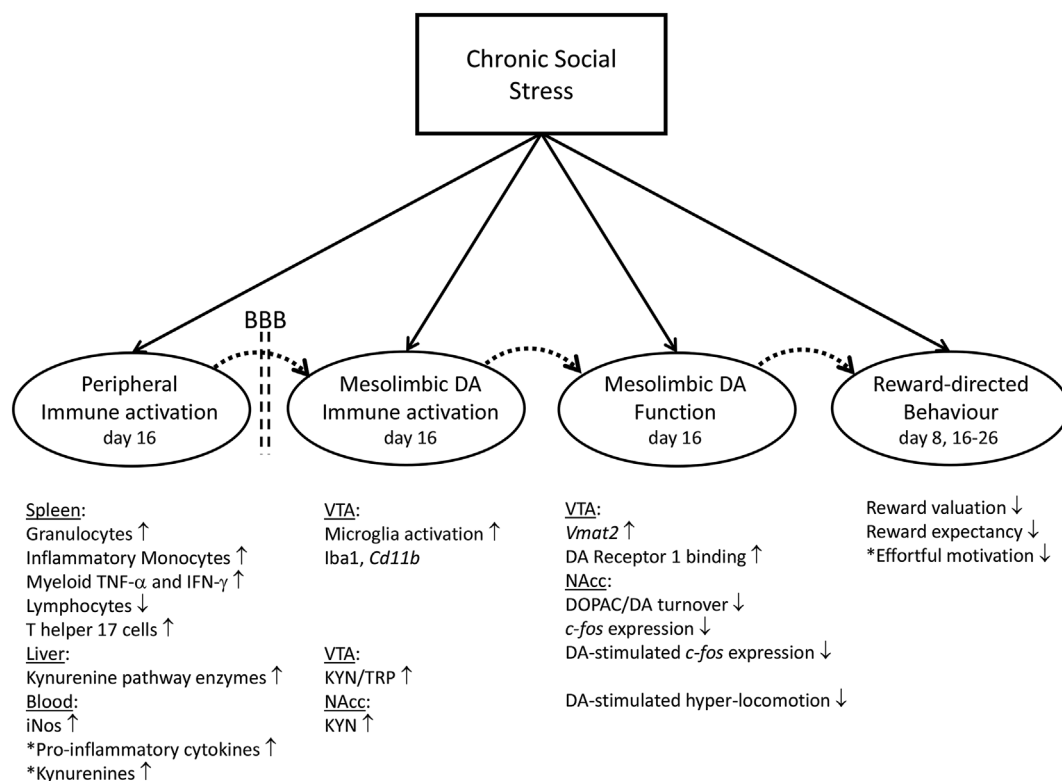 Chronic Social
Stress
BBB
Peripheral
Immune activation
day 16
Mesolimbic DA
Immune activation
day 16
Mesolimbic DA
Function
day 16
Reward-directed
Behaviour
day 8, 16-26
Spleen:
Granulocytes ↑
Inflammatory Monocytes ↑
Myeloid TNF-α and IFN-γ ↑
Lymphocytes ↓
T helper 17 cells ↑
Liver:
Kynurenine pathway enzymes ↑
Blood:
iNos ↑
*Pro-inflammatory cytokines ↑
*Kynurenines ↑
VTA:
Microglia activation ↑
Iba1, Cd11b
VTA:
KYN/TRP ↑
NAcc:
KYN ↑
VTA:
Vmat2 ↑
DA Receptor 1 binding ↑
NAcc:
DOPAC/DA turnover ↓
c-fos expression ↓
DA-stimulated c-fos expression ↓
DA-stimulated hyper-locomotion ↓
Reward valuation ↓
Reward expectancy ↓
*Effortful motivation ↓